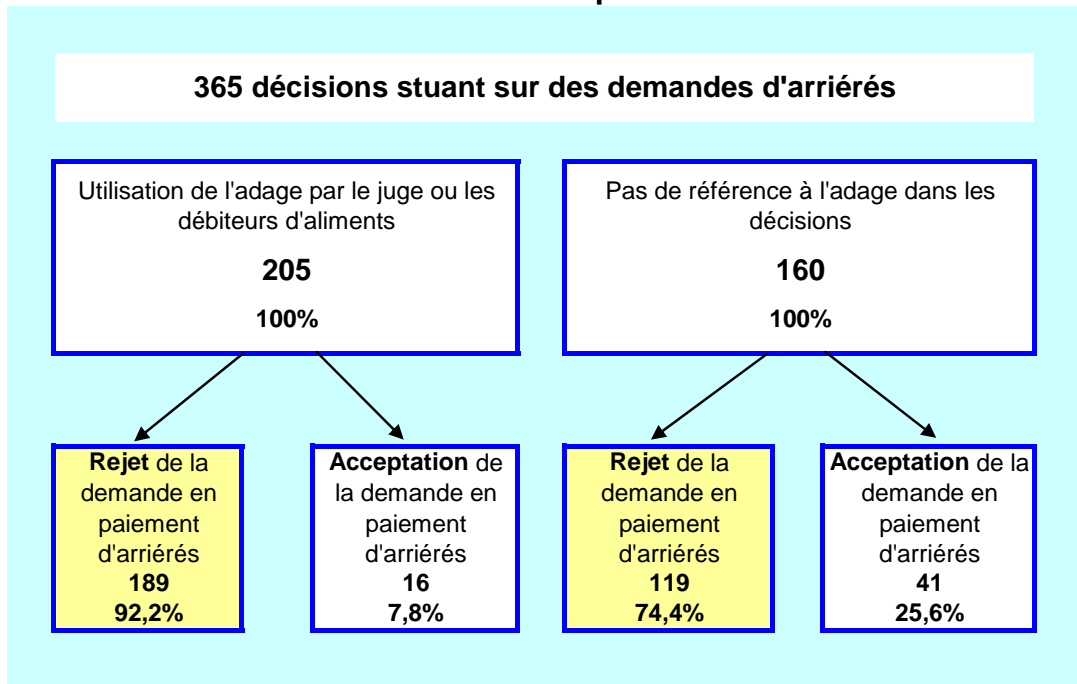 365 décisions stuant sur des demandes d'arriérés
Utilisation de l'adage par le juge ou les
débiteurs d'aliments
205
100%
Pas de référence à l'adage dans les
décisions
160
100%
Rejet de la
demande en
paiement
d'arriérés
189
92,2%
Acceptation de
la demande en
paiement
d'arriérés
16
7,8%
Rejet de la
demande en
paiement
d'arriérés
119
74,4%
Acceptation de la
demande en
paiement
d'arriérés
41
25,6%